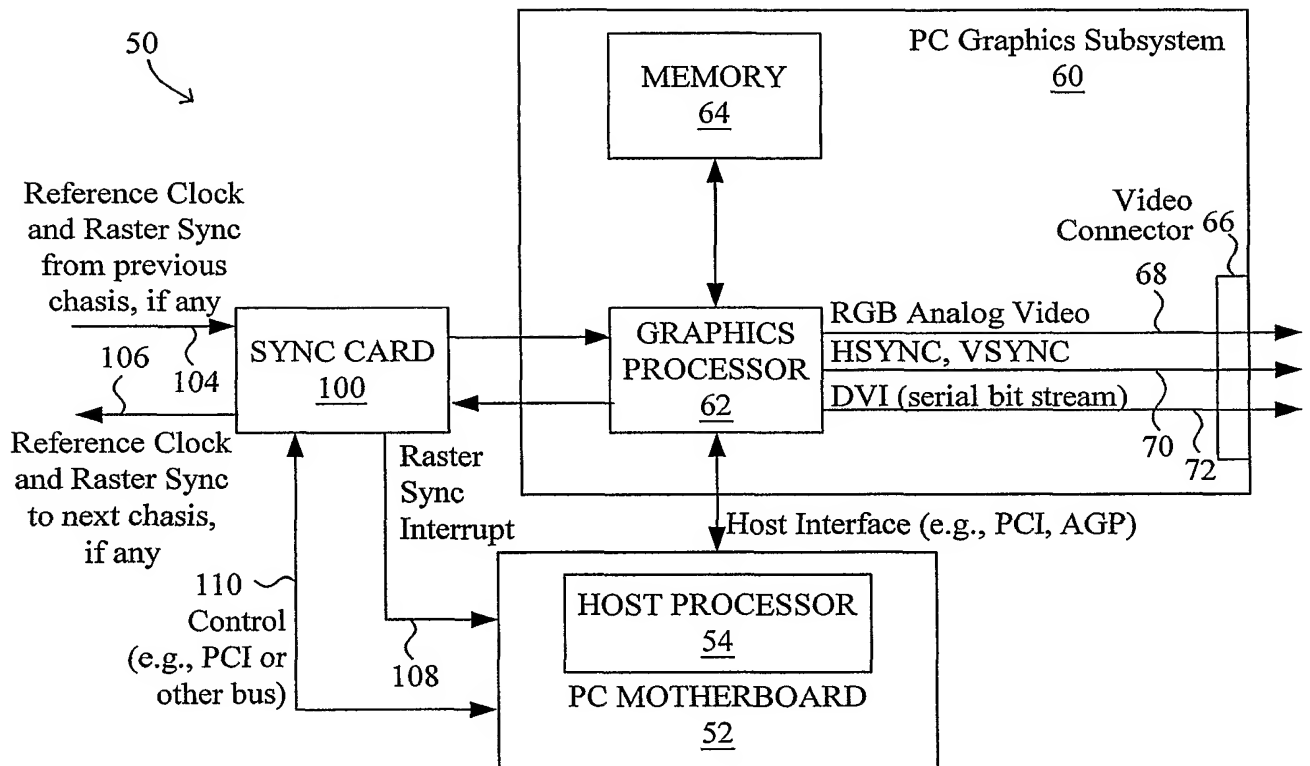 50
PC Graphics Subsystem
60
MEMORY
64
Reference Clock
and Raster Sync
from previous
chasis, if any
Video
Connector
66
68
RGB Analog Video
GRAPHICS
PROCESSOR
62
HSYNC, VSYNC
DVI (serial bit stream)
70
72
SYNC CARD
100
104
106
Reference Clock
and Raster Sync
to next chasis,
if any
Raster
Sync
Interrupt
Host Interface (e.g., PCI, AGP)
110
Control
(e.g., PCI or
other bus)
108
HOST PROCESSOR
54
PC MOTHERBOARD
52